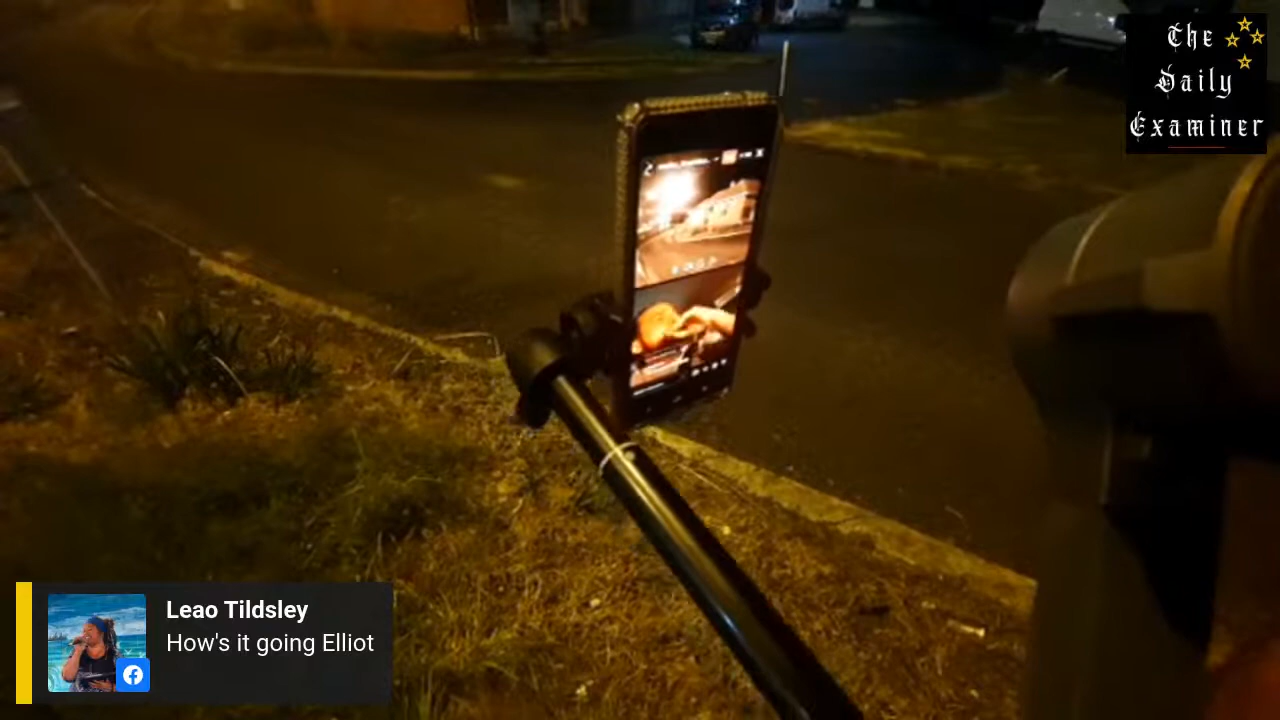 The
Daily
Examiner
Leao Tildsley
How's it going Elliot